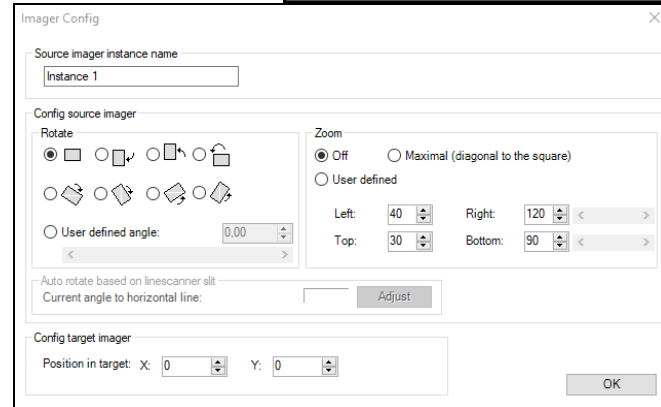 Imager Config
Source imager instance name
Instance 1
Config source imager
Rotate
User defined angle: 0,00
Zoom
Off Maximal (diagonal to the square)
User defined
Left: 40 Right: 120
Top: 30 Bottom: 90
Auto rotate based on linescanner slit
Current angle to horizontal line: Adjust
Config target imager
Position in target: X: 0 Y: 0
OK